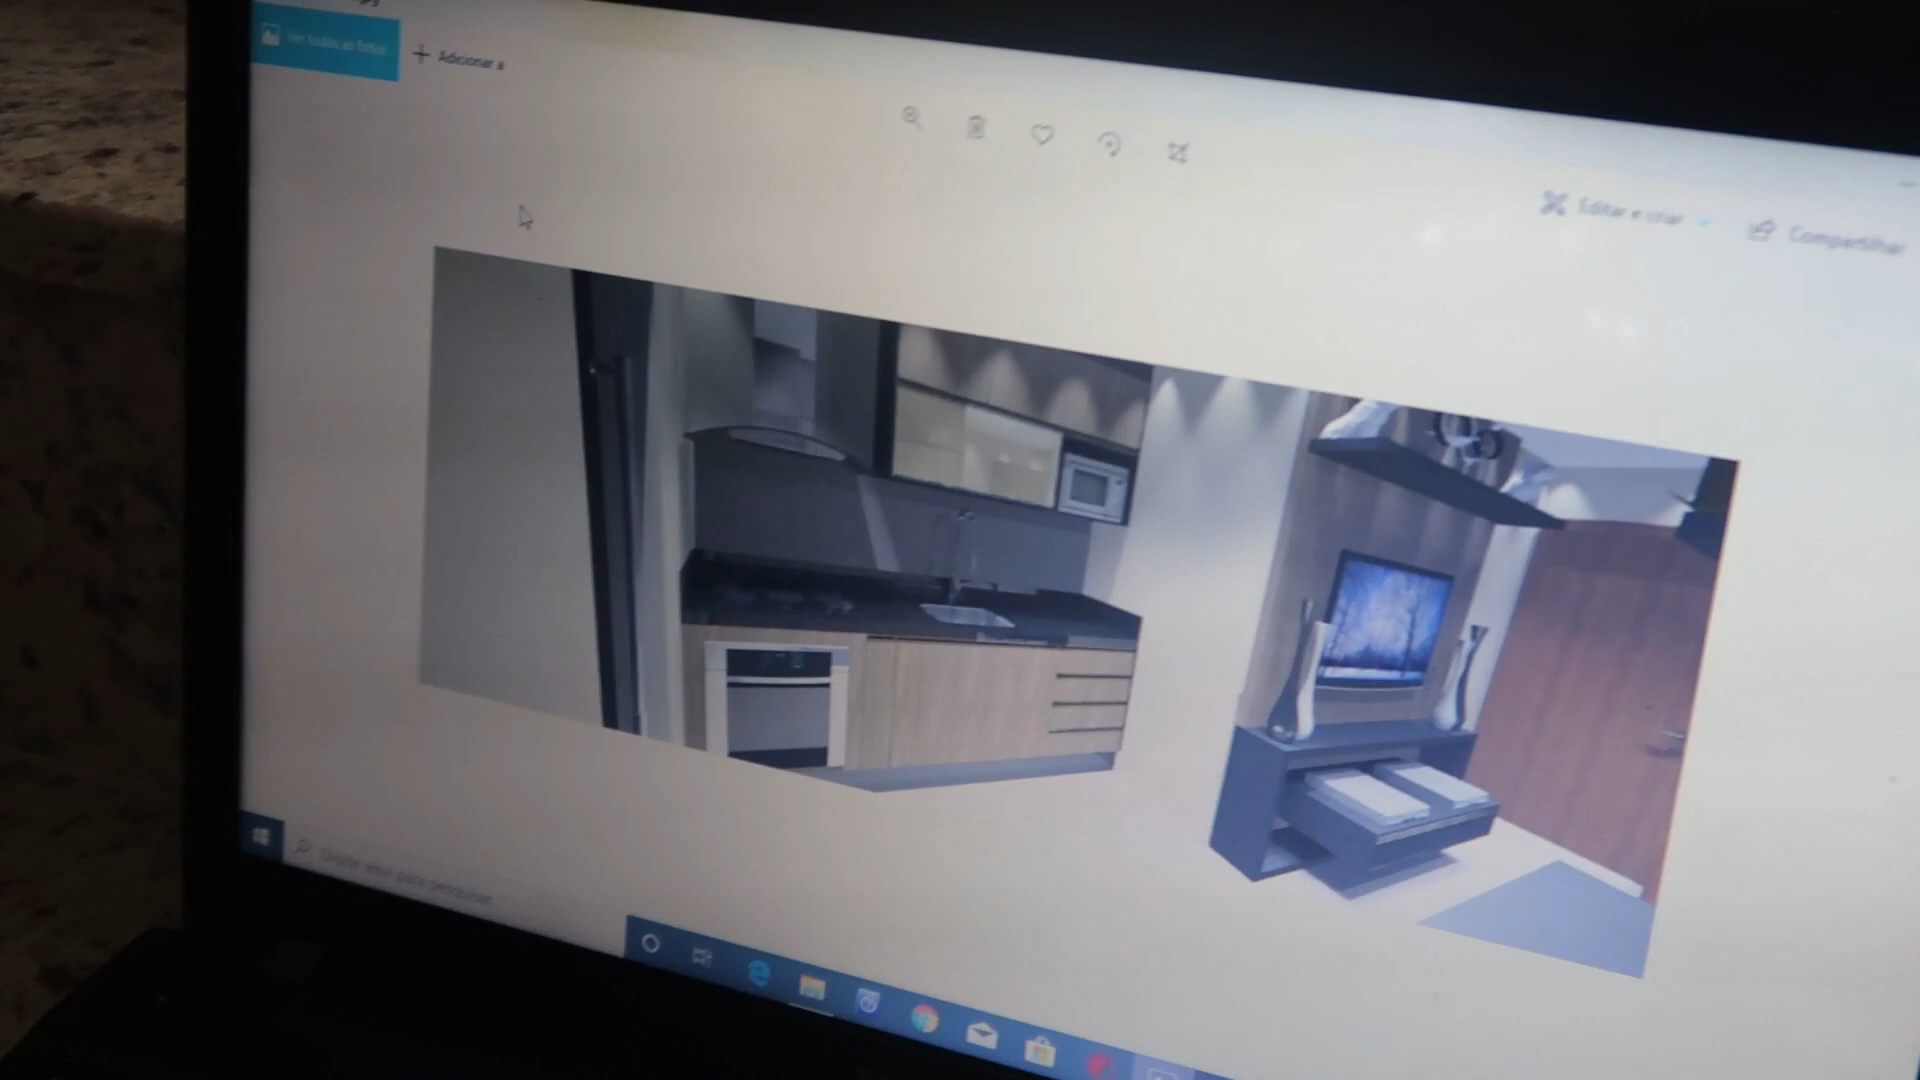 Ver todas as fotos
Adicionar a
Editar e criar
Compartilhar
Digite aqui para pesquisar